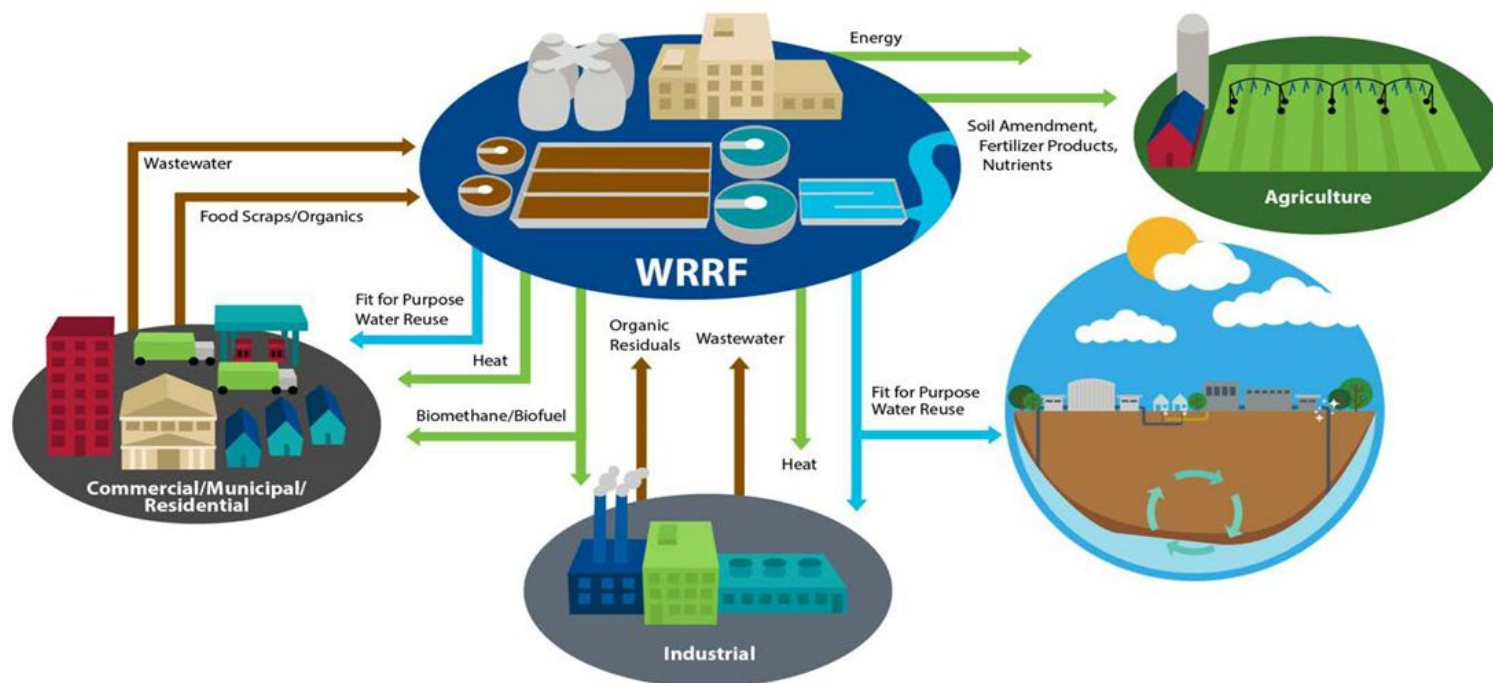 Energy
Soil Amendment,
Fertilizer Products,
Nutrients
Agriculture
Wastewater
Food Scraps/Organics
WRRF
Fit for Purpose
Water Reuse
Heat
Biomethane/Biofuel
Commercial/Municipal/
Residential
Organic
Residuals
Wastewater
Heat
Fit for Purpose
Water Reuse
Industrial